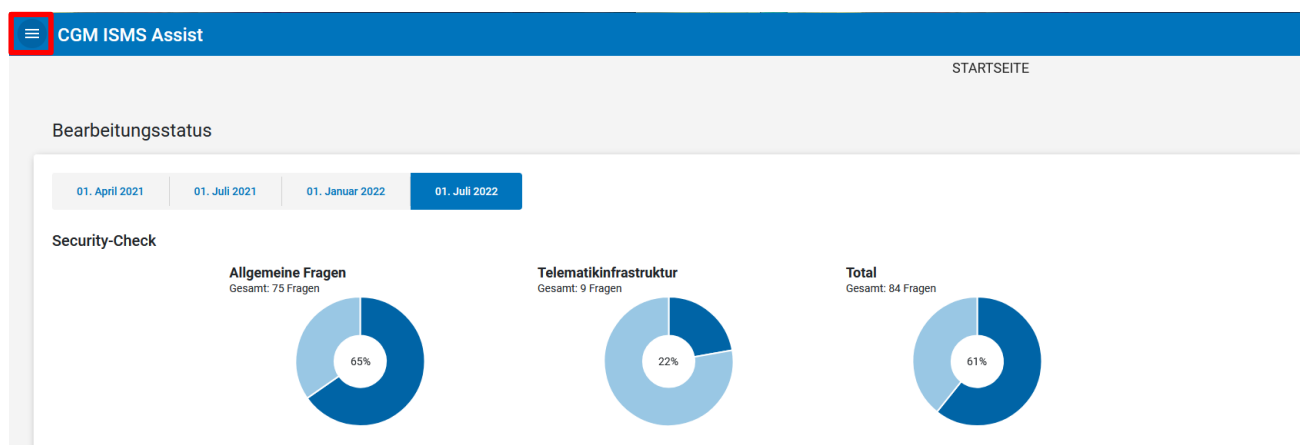 CGM ISMS Assist
STARTSEITE
Bearbeitungsstatus
01. April 2021 01. Juli 2021 01. Januar 2022 01. Juli 2022
Security-Check
Allgemeine Fragen Telematikinfrastruktur Total
Gesamt: 75 Fragen Gesamt: 9 Fragen Gesamt: 84 Fragen
65% 22% 61%